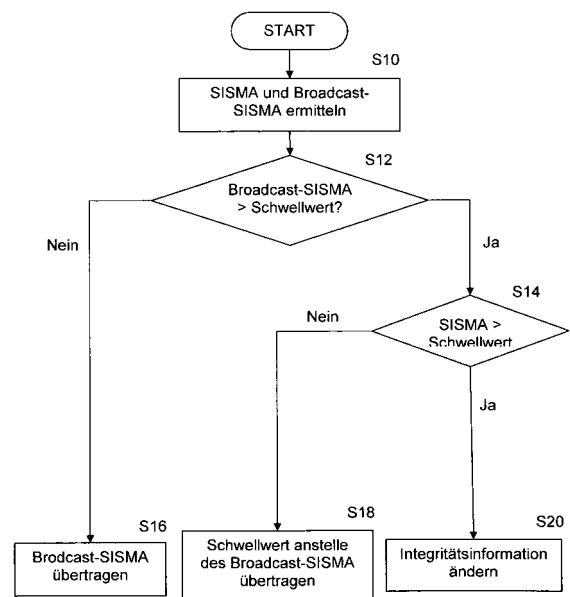 START
S10
SISMA und Broadcast-
SISMA ermitteln
S12
Broadcast-SISMA
> Schwellwert?
Nein
Ja
S14
SISMA >
Schwellwert
Nein
Ja
S16
Brodcast-SISMA
übertragen
S18
Schwellwert anstelle
des Broadcast-SISMA
übertragen
S20
Integritätsinformation
ändern